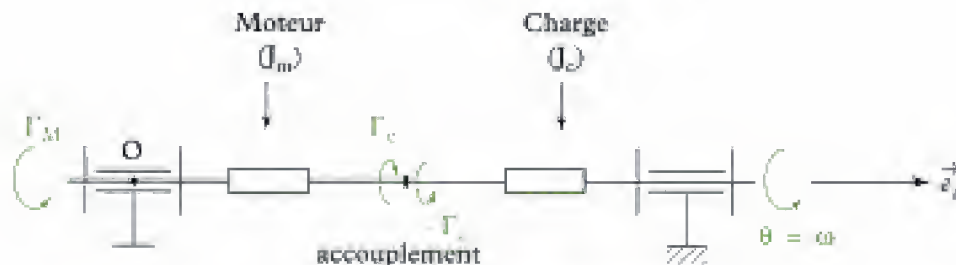 Moteur
(J_m)
Charge
(J_c)
Γ_M
O
Γ_c
accouplement
θ = ω